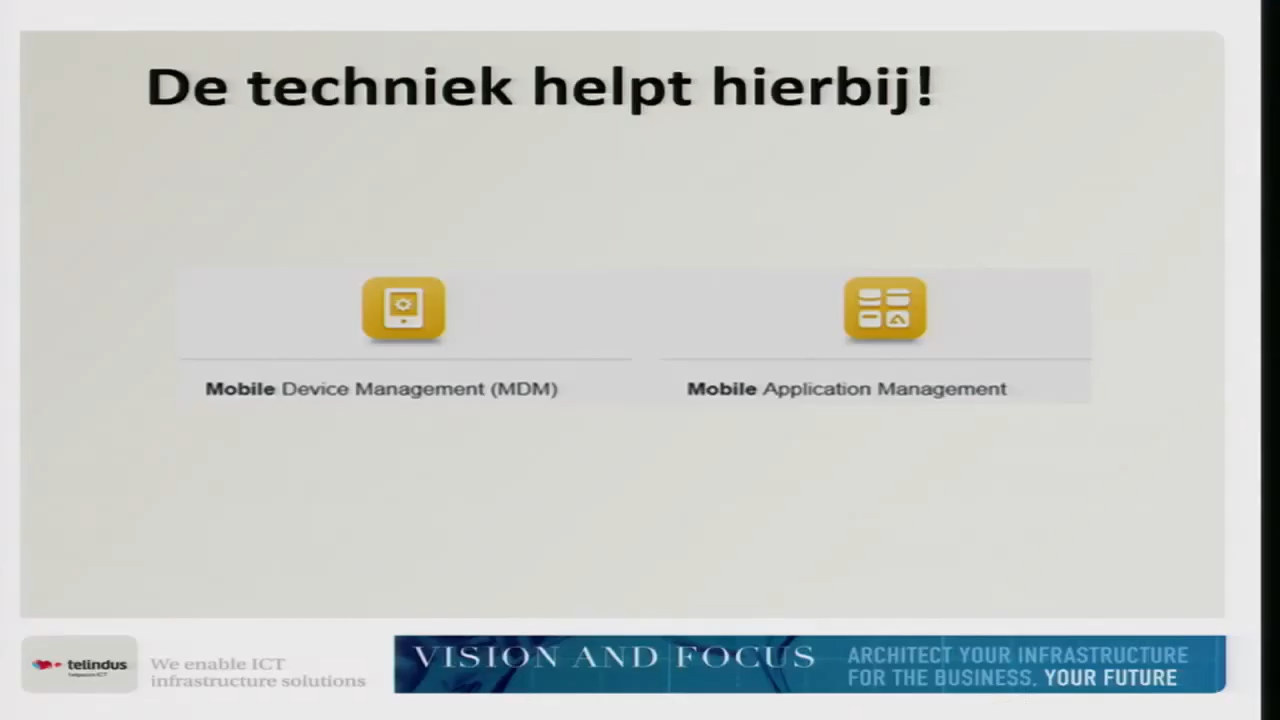 De techniek helpt hierbij!
Mobile Device Management (MDM)
Mobile Application Management
telindus
We enable ICT
infrastructure solutions
VISION AND FOCUS
ARCHITECT YOUR INFRASTRUCTURE
FOR THE BUSINESS. YOUR FUTURE